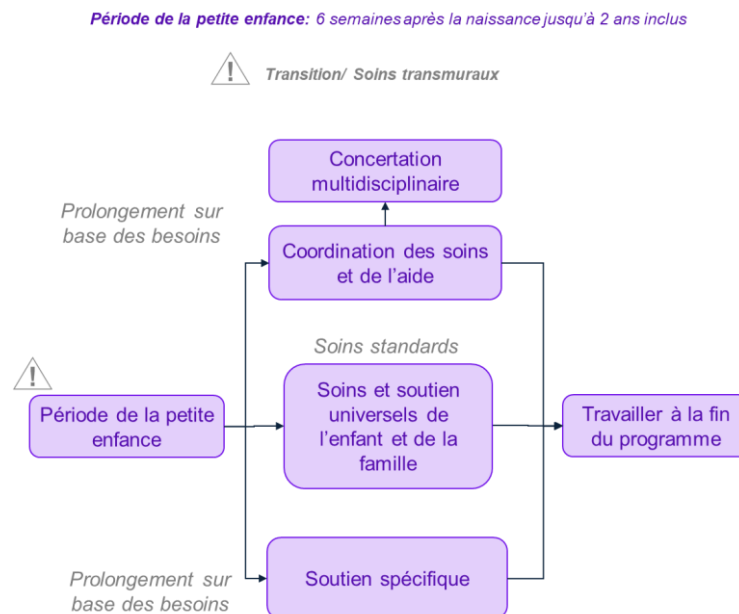 Période de la petite enfance: 6 semaines après la naissance jusqu'à 2 ans inclus
! Transition/ Soins transmuraux
Concertation
multidisciplinaire
Prolongement sur
base des besoins
Coordination des soins
et de l'aide
Soins standards
!
Période de la petite
enfance
Soins et soutien
universels de
l'enfant et de la
famille
Travailler à la fin
du programme
Prolongement sur
base des besoins
Soutien spécifique